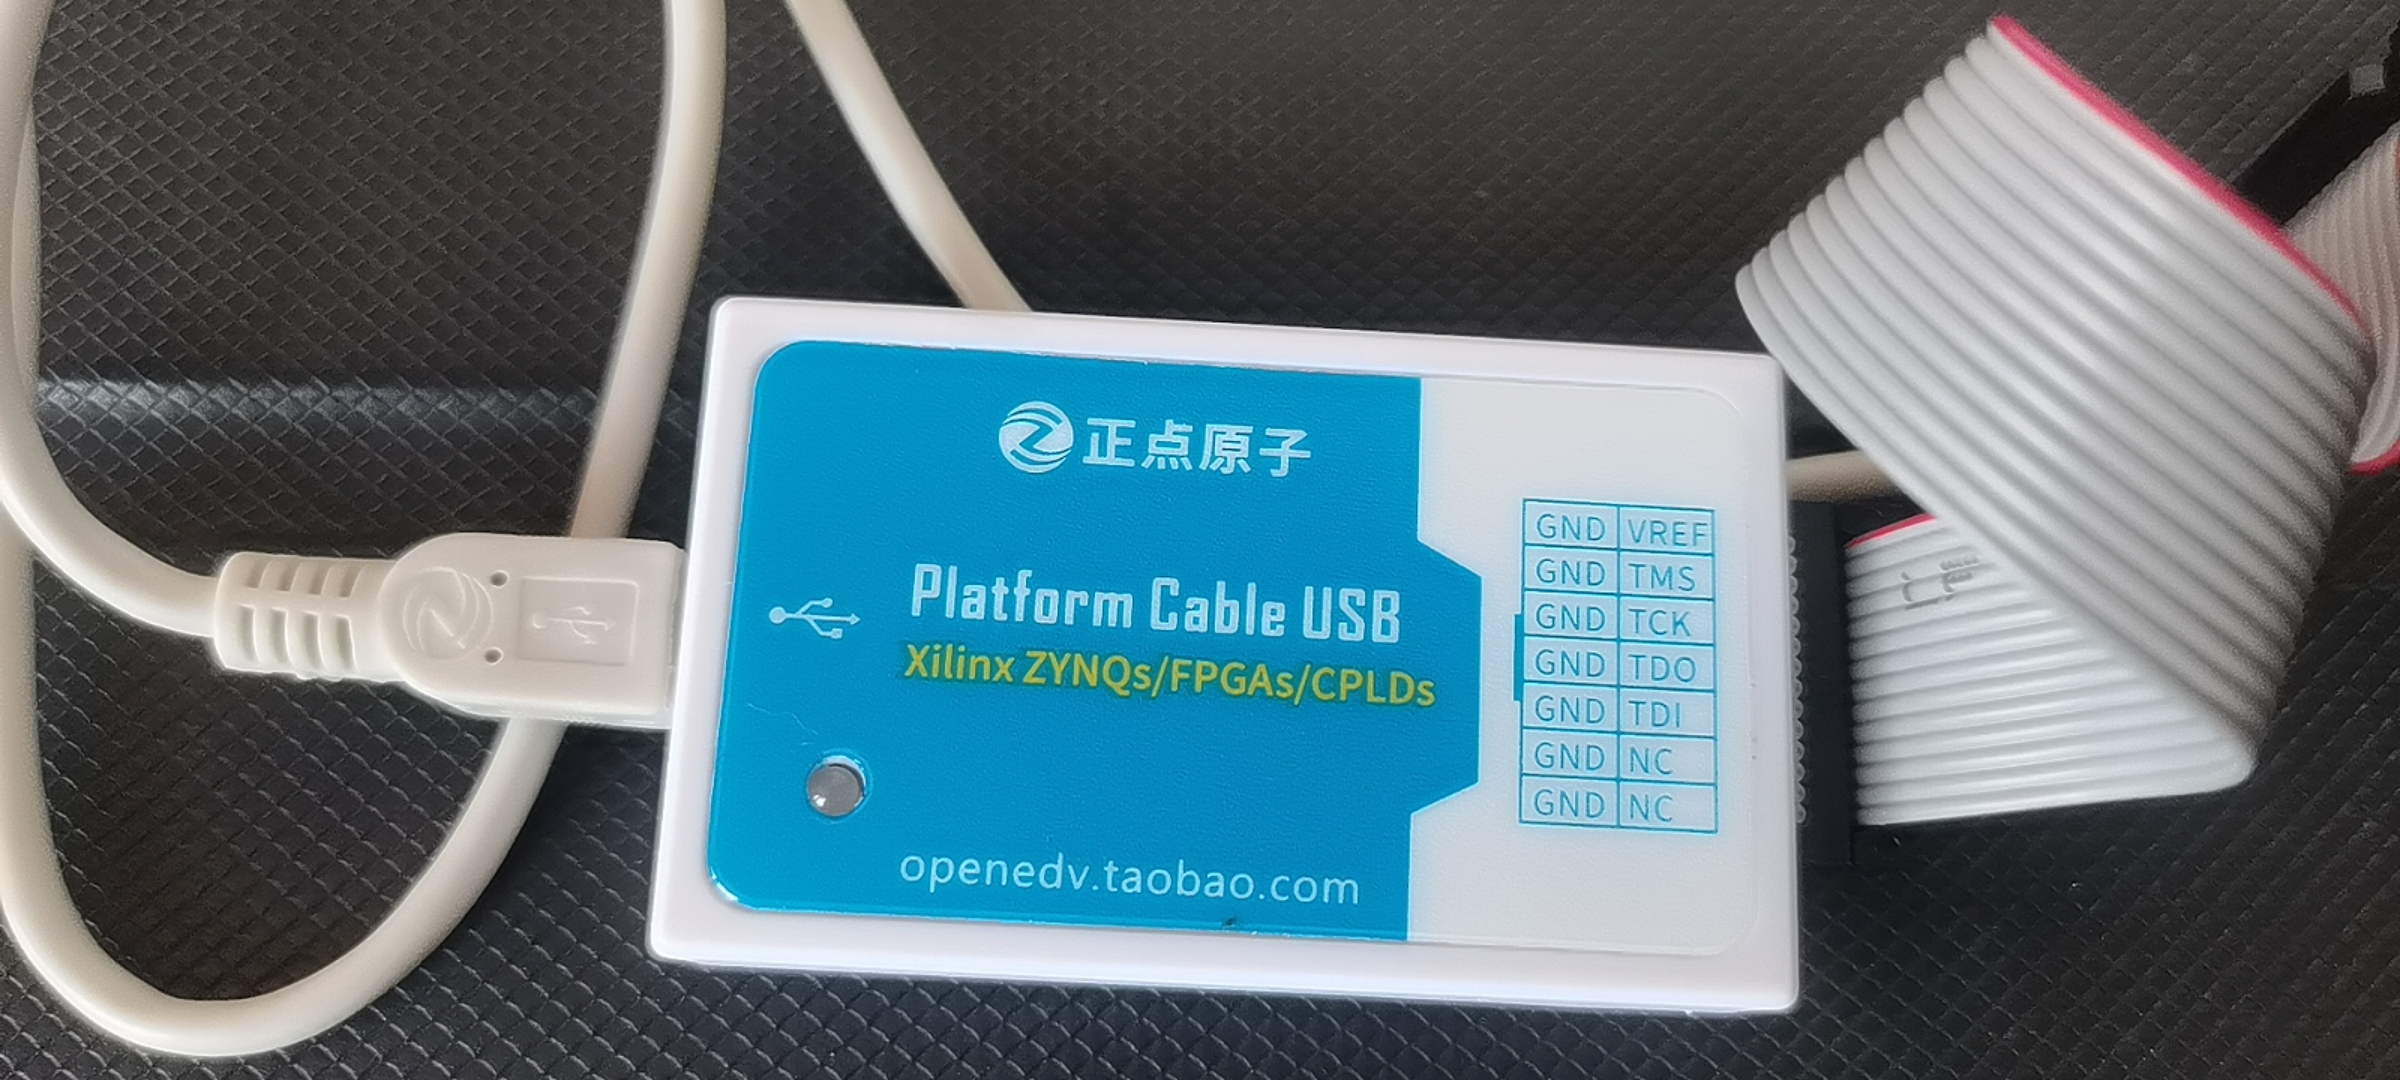 正点原子
Platform Cable USB
Xilinx ZYNQs/FPGAs/CPLDs
openedv.taobao.com
GND VREF
GND TMS
GND TCK
GND TDO
GND TDI
GND NC
GND NC